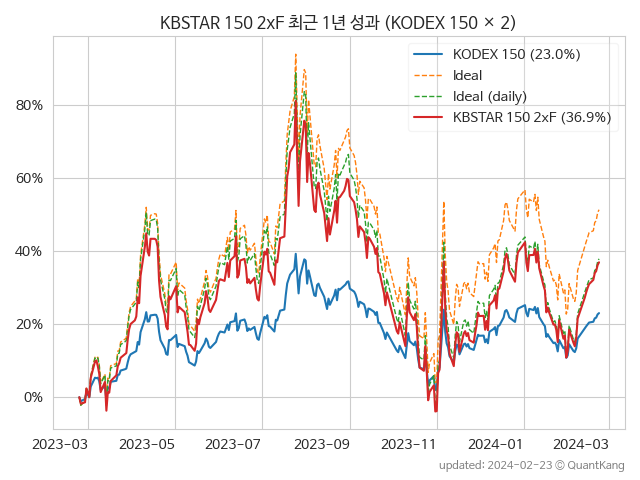 KBSTAR 150 2xF 최근 1년 성과 (KODEX 150 × 2)
KODEX 150 (23.0%)
Ideal
Ideal (daily)
KBSTAR 150 2xF (36.9%)
80%
60%
40%
20%
0%
2023-03 2023-05 2023-07 2023-09 2023-11 2024-01 2024-03
updated: 2024-02-23 © QuantKang